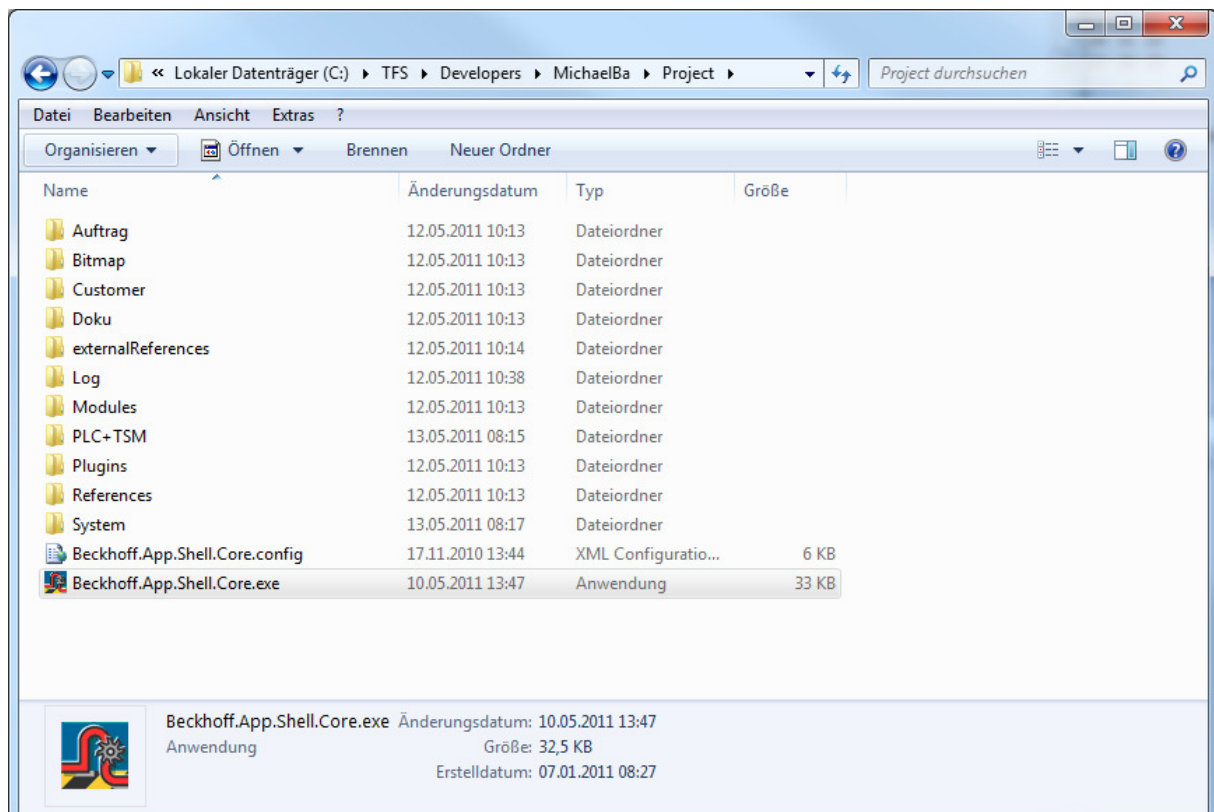 « Lokaler Datenträger (C:) ▸ TFS ▸ Developers ▸ MichaelBa ▸ Project ▸ Project durchsuchen
Datei Bearbeiten Ansicht Extras ?
Organisieren Öffnen Brennen Neuer Ordner
Name Änderungsdatum Typ Größe
Auftrag 12.05.2011 10:13 Dateiordner
Bitmap 12.05.2011 10:13 Dateiordner
Customer 12.05.2011 10:13 Dateiordner
Doku 12.05.2011 10:13 Dateiordner
externalReferences 12.05.2011 10:14 Dateiordner
Log 12.05.2011 10:38 Dateiordner
Modules 12.05.2011 10:13 Dateiordner
PLC+TSM 13.05.2011 08:15 Dateiordner
Plugins 12.05.2011 10:13 Dateiordner
References 12.05.2011 10:13 Dateiordner
System 13.05.2011 08:17 Dateiordner
Beckhoff.App.Shell.Core.config 17.11.2010 13:44 XML Configuratio... 6 KB
Beckhoff.App.Shell.Core.exe 10.05.2011 13:47 Anwendung 33 KB
Beckhoff.App.Shell.Core.exe Änderungsdatum: 10.05.2011 13:47
Anwendung Größe: 32,5 KB
Erstelldatum: 07.01.2011 08:27